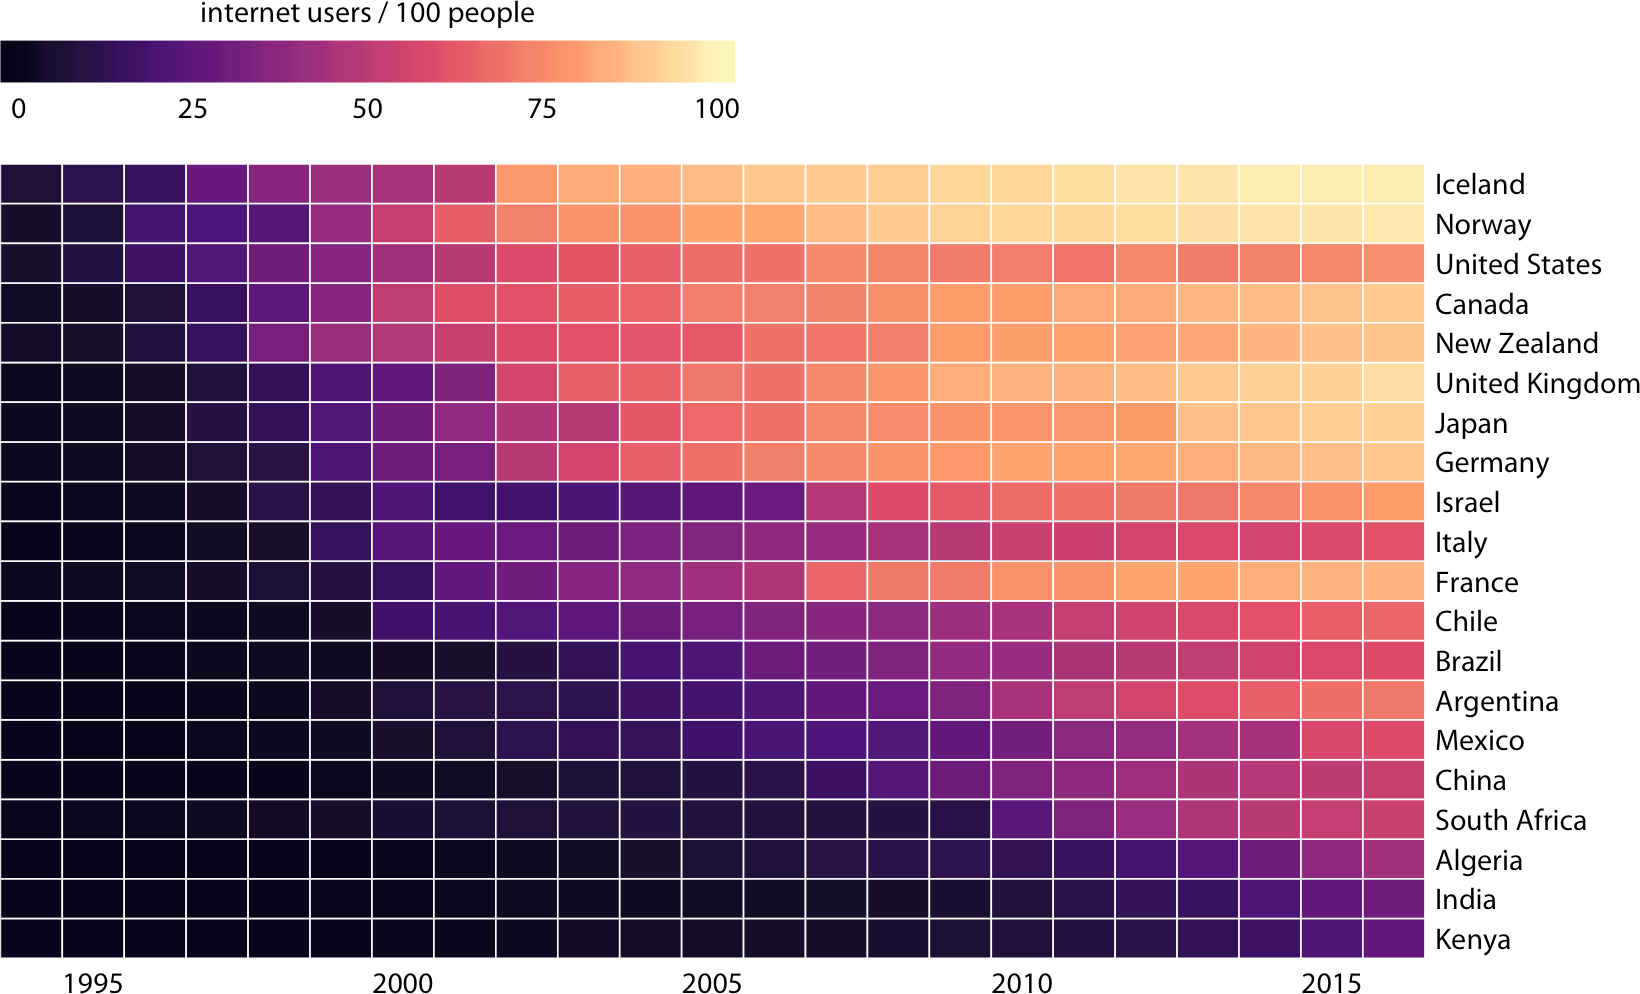 internet users / 100 people
0 25 50 75 100
Iceland
Norway
United States
Canada
New Zealand
United Kingdom
Japan
Germany
Israel
Italy
France
Chile
Brazil
Argentina
Mexico
China
South Africa
Algeria
India
Kenya
1995 2000 2005 2010 2015